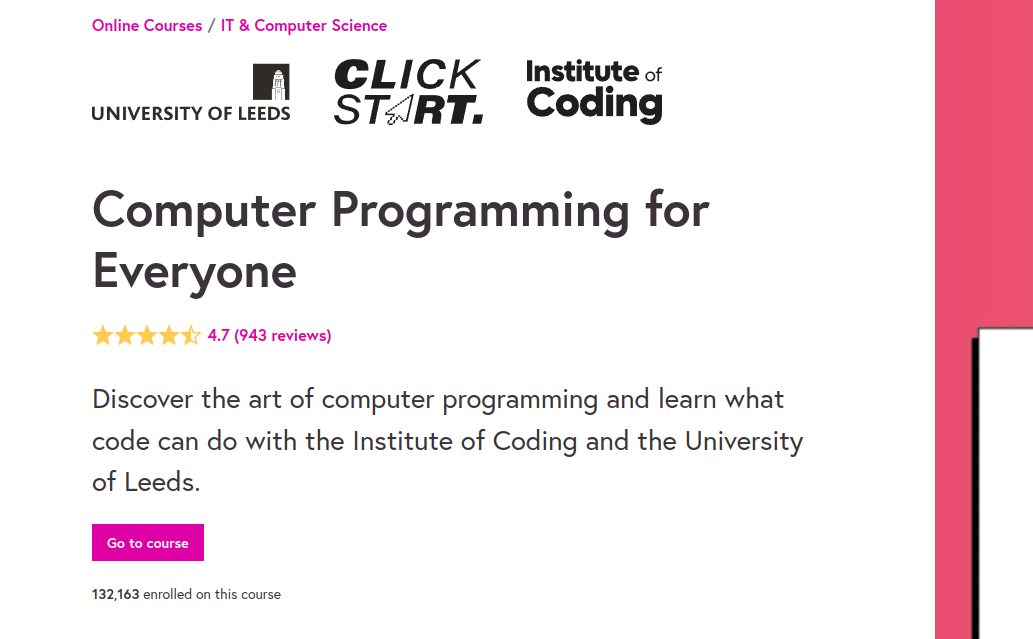 Online Courses / IT & Computer Science
UNIVERSITY OF LEEDS
CLICK
START.
Institute of
Coding
Computer Programming for
Everyone
4.7 (943 reviews)
Discover the art of computer programming and learn what
code can do with the Institute of Coding and the University
of Leeds.
Go to course
132,163 enrolled on this course